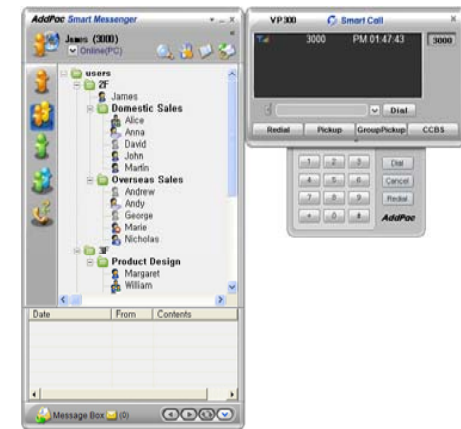 AddPac Smart Messenger
James (3000)
Online(PC)
users
2F
James
Domestic Sales
Alice
Anna
David
John
Martin
Overseas Sales
Andrew
Andy
George
Marie
Nicholas
3F
Product Design
Margaret
William
Date From Contents
Message Box (0)
VP300 Smart Call
3000 PM 01:47:43 3000
Dial
Redial Pickup GroupPickup CCBS
1 2 3 Dial
4 5 6 Cancel
7 8 9 Redial
* 0 # AddPac